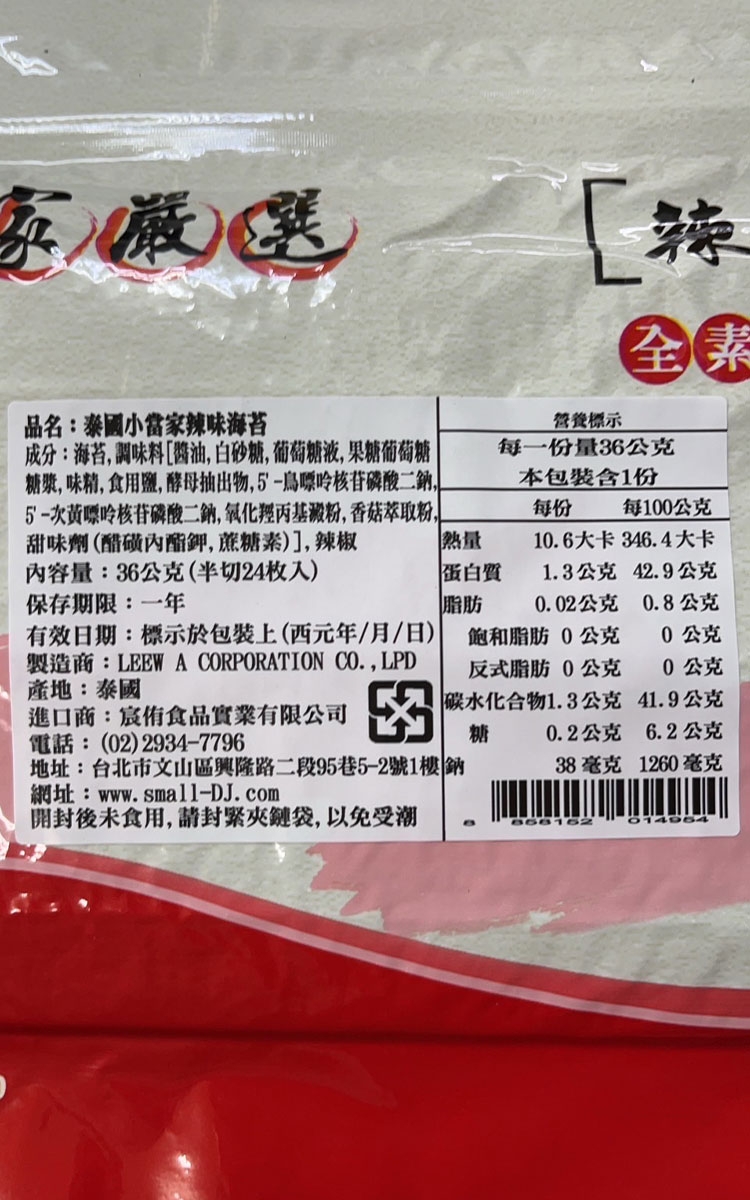 家嚴選
[辣
全素
品名：泰國小當家辣味海苔
成分：海苔,調味料[醬油,白砂糖,葡萄糖液,果糖葡萄糖
糖漿,味精,食用鹽,酵母抽出物,5'-鳥嘌呤核苷磷酸二鈉,
5'-次黃嘌呤核苷磷酸二鈉,氧化羥丙基澱粉,香菇萃取粉,
甜味劑(醋磺內酯鉀,蔗糖素)],辣椒
內容量：36公克(半切24枚入)
保存期限：一年
有效日期：標示於包裝上(西元年/月/日)
製造商：LEEW A CORPORATION CO.,LPD
產地：泰國
進口商：宸侑食品實業有限公司
電話：(02)2934-7796
地址：台北市文山區興隆路二段95巷5-2號1樓
網址：www.small-DJ.com
開封後未食用,請封緊夾鏈袋,以免受潮
營養標示
每一份量36公克
本包裝含1份
每份 每100公克
熱量 10.6大卡 346.4大卡
蛋白質 1.3公克 42.9公克
脂肪 0.02公克 0.8公克
飽和脂肪 0公克 0公克
反式脂肪 0公克 0公克
碳水化合物 1.3公克 41.9公克
糖 0.2公克 6.2公克
鈉 38毫克 1260毫克
8 858152 014954